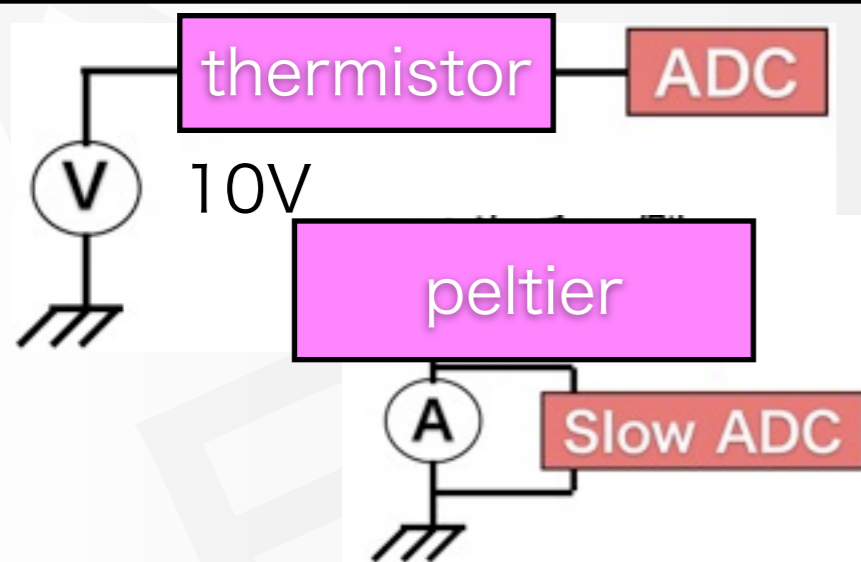 thermistor
ADC
V
10V
peltier
A
Slow ADC